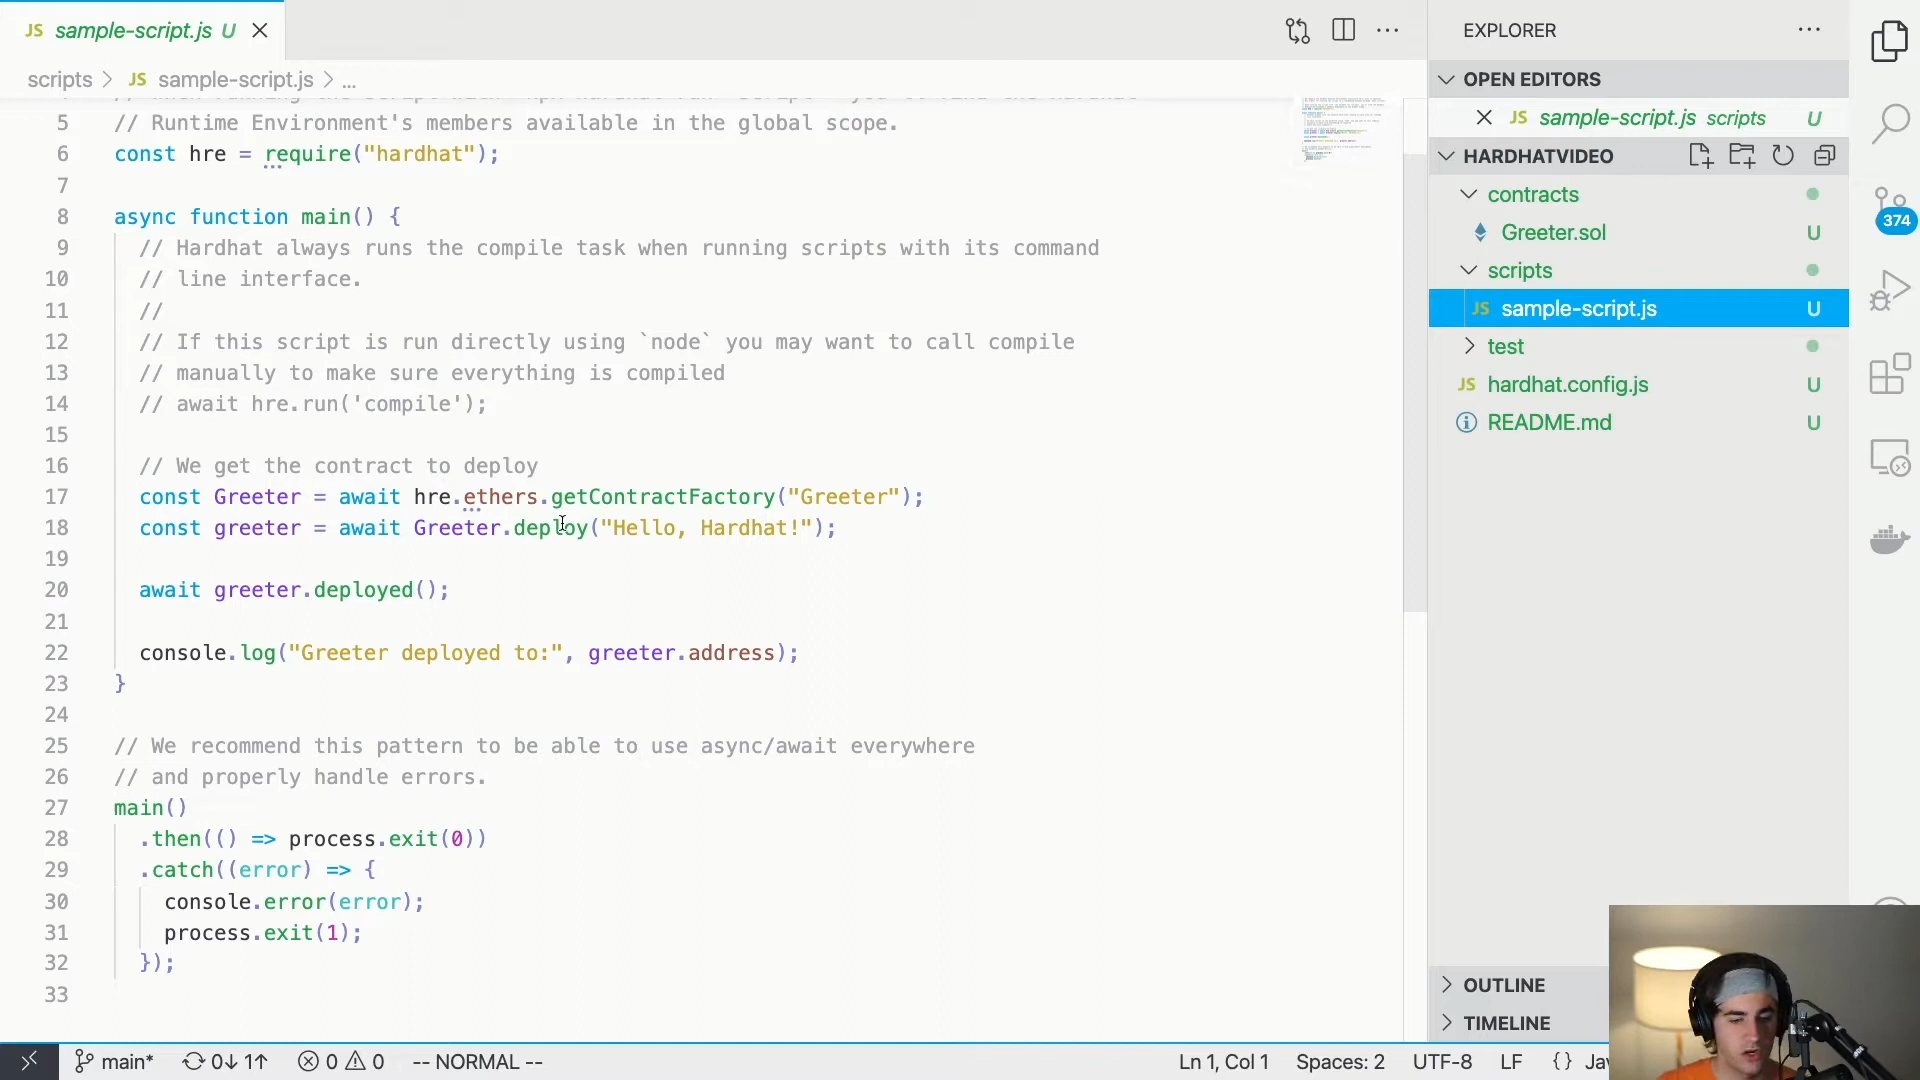 JS sample-script.js U
scripts > JS sample-script.js > ...
5 // Runtime Environment's members available in the global scope.
6 const hre = require("hardhat");
7
8 async function main() {
9 // Hardhat always runs the compile task when running scripts with its command
10 // line interface.
11 //
12 // If this script is run directly using `node` you may want to call compile
13 // manually to make sure everything is compiled
14 // await hre.run('compile');
15
16 // We get the contract to deploy
17 const Greeter = await hre.ethers.getContractFactory("Greeter");
18 const greeter = await Greeter.deploy("Hello, Hardhat!");
19
20 await greeter.deployed();
21
22 console.log("Greeter deployed to:", greeter.address);
23 }
24
25 // We recommend this pattern to be able to use async/await everywhere
26 // and properly handle errors.
27 main()
28 .then(() => process.exit(0))
29 .catch((error) => {
30 console.error(error);
31 process.exit(1);
32 });
33
EXPLORER
OPEN EDITORS
JS sample-script.js scripts U
HARDHATVIDEO
contracts
Greeter.sol U
scripts
JS sample-script.js U
test
JS hardhat.config.js U
README.md U
OUTLINE
TIMELINE
374
main* 0↓ 1↑ 0 0 -- NORMAL -- Ln 1, Col 1 Spaces: 2 UTF-8 LF {}